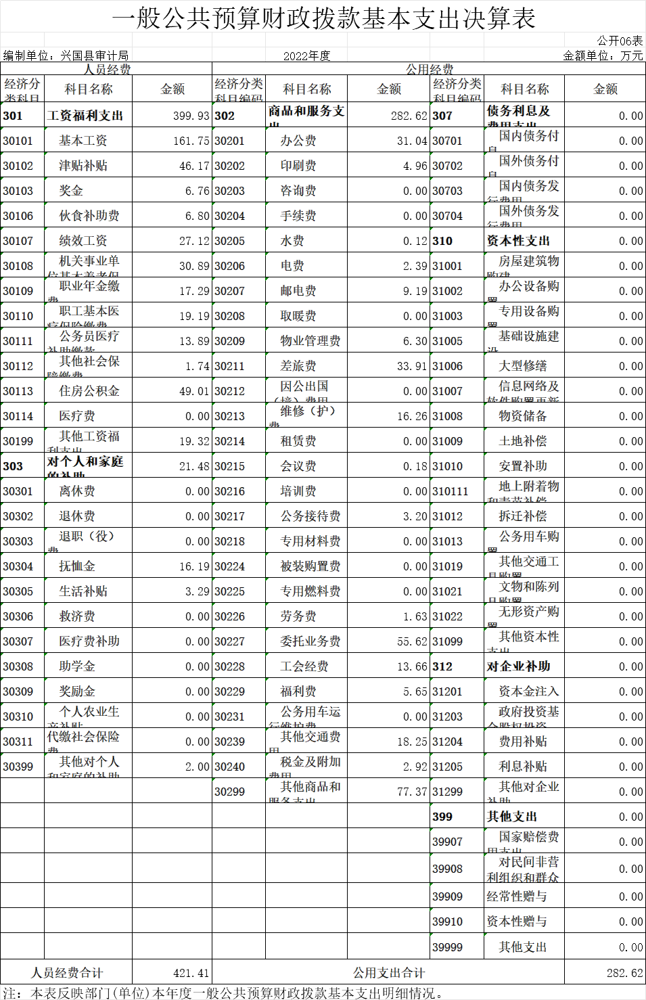 一般公共预算财政拨款基本支出决算表
公开06表
编制单位：兴国县审计局 2022年度 金额单位：万元
人员经费 公用经费
经济分类科目 科目名称 金额 经济分类科目编码 科目名称 金额 经济分类科目编码 科目名称 金额
301 工资福利支出 399.93 302 商品和服务支出 282.62 307 债务利息及费用支出 0.00
30101 基本工资 161.75 30201 办公费 31.04 30701 国内债务付息 0.00
30102 津贴补贴 46.17 30202 印刷费 4.96 30702 国外债务付息 0.00
30103 奖金 6.76 30203 咨询费 0.00 30703 国内债务发行费用 0.00
30106 伙食补助费 6.80 30204 手续费 0.00 30704 国外债务发行费用 0.00
30107 绩效工资 27.12 30205 水费 0.12 310 资本性支出 0.00
30108 机关事业单位基本养老保 30.89 30206 电费 2.39 31001 房屋建筑物购建 0.00
30109 职业年金缴费 17.29 30207 邮电费 9.19 31002 办公设备购置 0.00
30110 职工基本医疗保险缴费 19.19 30208 取暖费 0.00 31003 专用设备购置 0.00
30111 公务员医疗补助缴款 13.89 30209 物业管理费 6.30 31005 基础设施建设 0.00
30112 其他社会保障缴费 1.74 30211 差旅费 33.91 31006 大型修缮 0.00
30113 住房公积金 49.01 30212 因公出国（境）费用 0.00 31007 信息网络及软件购置更新 0.00
30114 医疗费 0.00 30213 维修（护）费 16.26 31008 物资储备 0.00
30199 其他工资福利支出 19.32 30214 租赁费 0.00 31009 土地补偿 0.00
303 对个人和家庭的补助 21.48 30215 会议费 0.18 31010 安置补助 0.00
30301 离休费 0.00 30216 培训费 0.00 310111 地上附着物和青苗补偿 0.00
30302 退休费 0.00 30217 公务接待费 3.20 31012 拆迁补偿 0.00
30303 退职（役）费 0.00 30218 专用材料费 0.00 31013 公务用车购置 0.00
30304 抚恤金 16.19 30224 被装购置费 0.00 31019 其他交通工具购置 0.00
30305 生活补贴 3.29 30225 专用燃料费 0.00 31021 文物和陈列品购置 0.00
30306 救济费 0.00 30226 劳务费 1.63 31022 无形资产购置 0.00
30307 医疗费补助 0.00 30227 委托业务费 55.62 31099 其他资本性支出 0.00
30308 助学金 0.00 30228 工会经费 13.66 312 对企业补助 0.00
30309 奖励金 0.00 30229 福利费 5.65 31201 资本金注入 0.00
30310 个人农业生产补贴 0.00 30231 公务用车运行维护费 0.00 31203 政府投资基金股权投资 0.00
30311 代缴社会保险费 0.00 30239 其他交通费用 18.25 31204 费用补贴 0.00
30399 其他对个人和家庭的补助 2.00 30240 税金及附加费用 2.92 31205 利息补贴 0.00
30299 其他商品和服务支出 77.37 31299 其他对企业补助 0.00
399 其他支出 0.00
39907 国家赔偿费用支出 0.00
39908 对民间非营利组织和群众 0.00
39909 经常性赠与 0.00
39910 资本性赠与 0.00
39999 其他支出 0.00
人员经费合计 421.41 公用支出合计 282.62
注：本表反映部门(单位)本年度一般公共预算财政拨款基本支出明细情况。